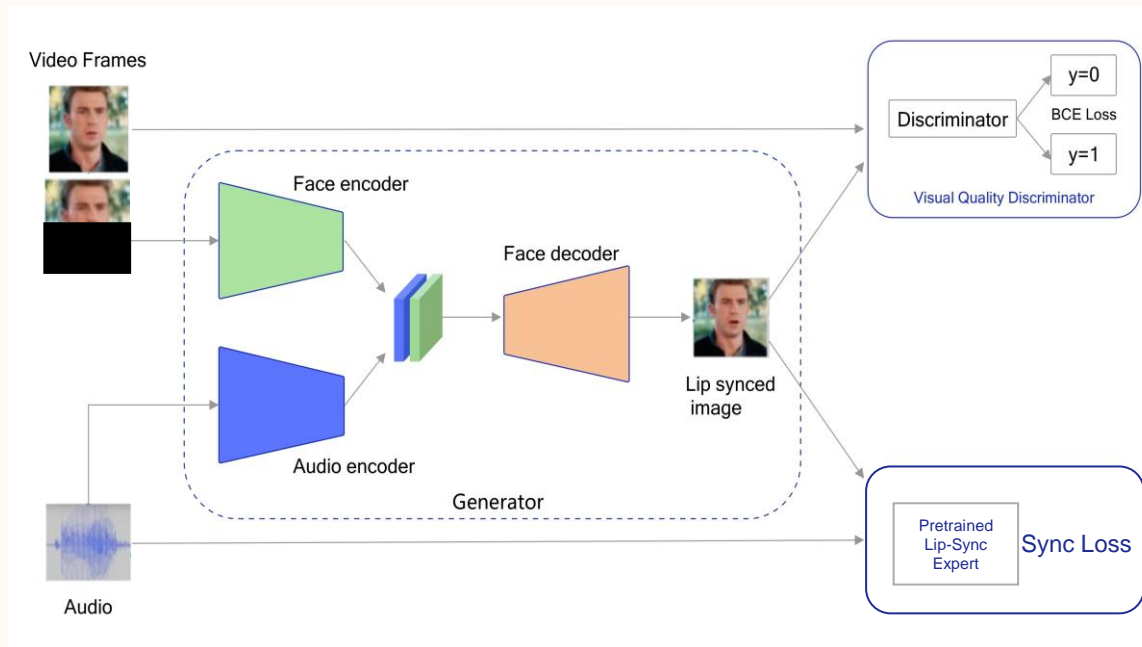 Video Frames
Face encoder
Audio encoder
Face decoder
Lip synced
image
Generator
Audio
Discriminator
y=0
BCE Loss
y=1
Visual Quality Discriminator
Pretrained
Lip-Sync
Expert
Sync Loss